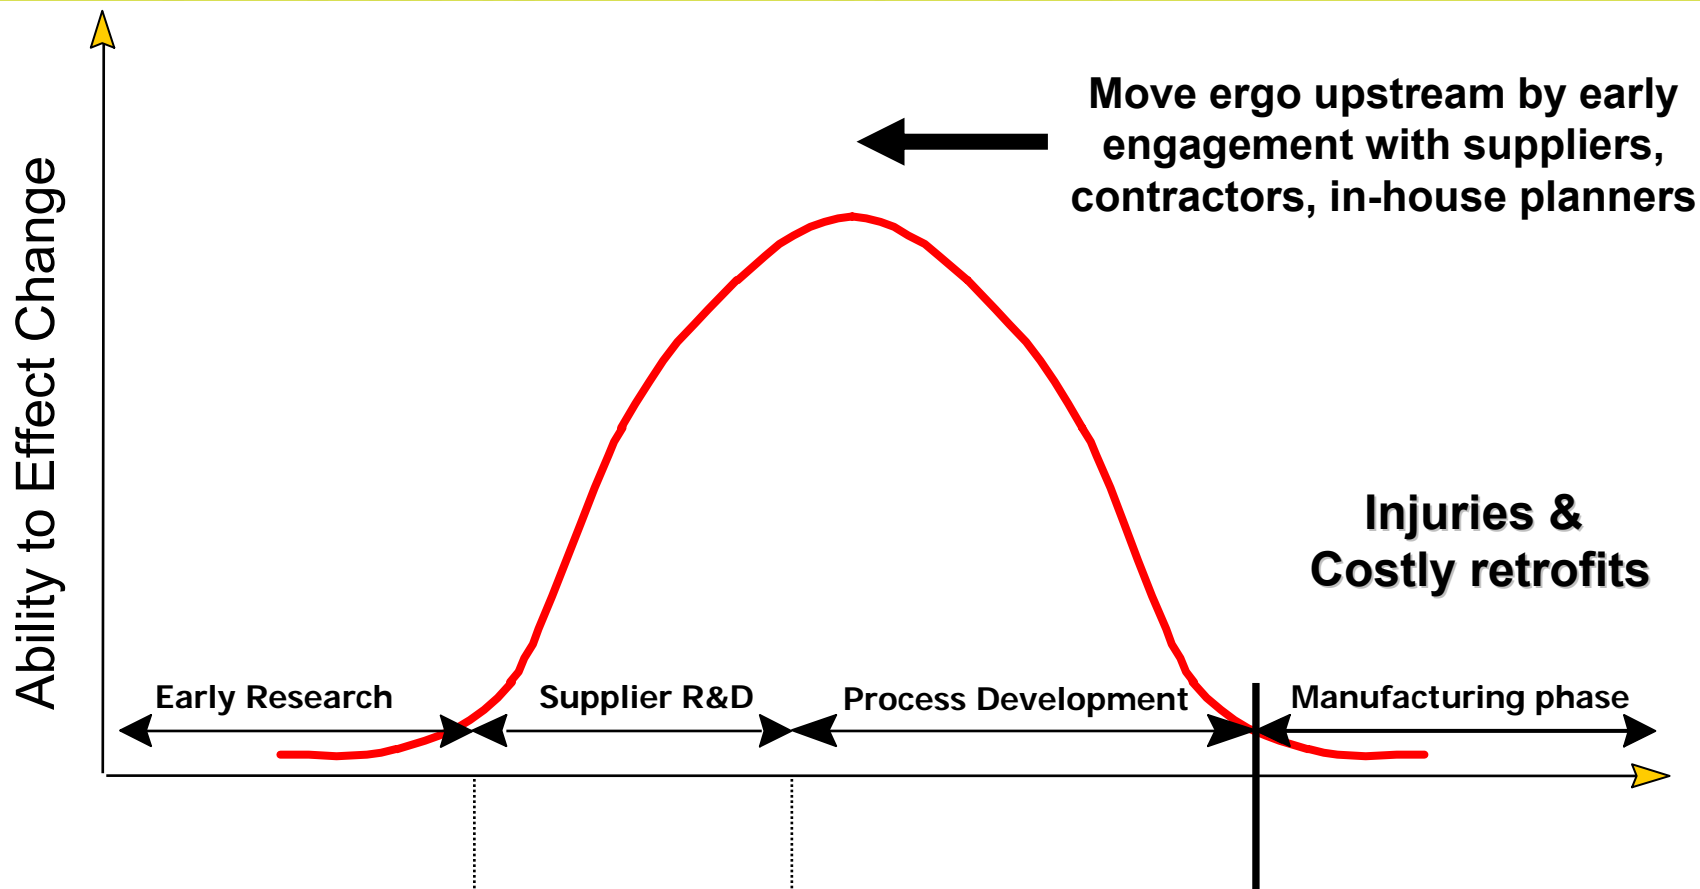 Move ergo upstream by early
engagement with suppliers,
contractors, in-house planners
Ability to Effect Change
Injuries &
Costly retrofits
Early Research
Supplier R&D
Process Development
Manufacturing phase